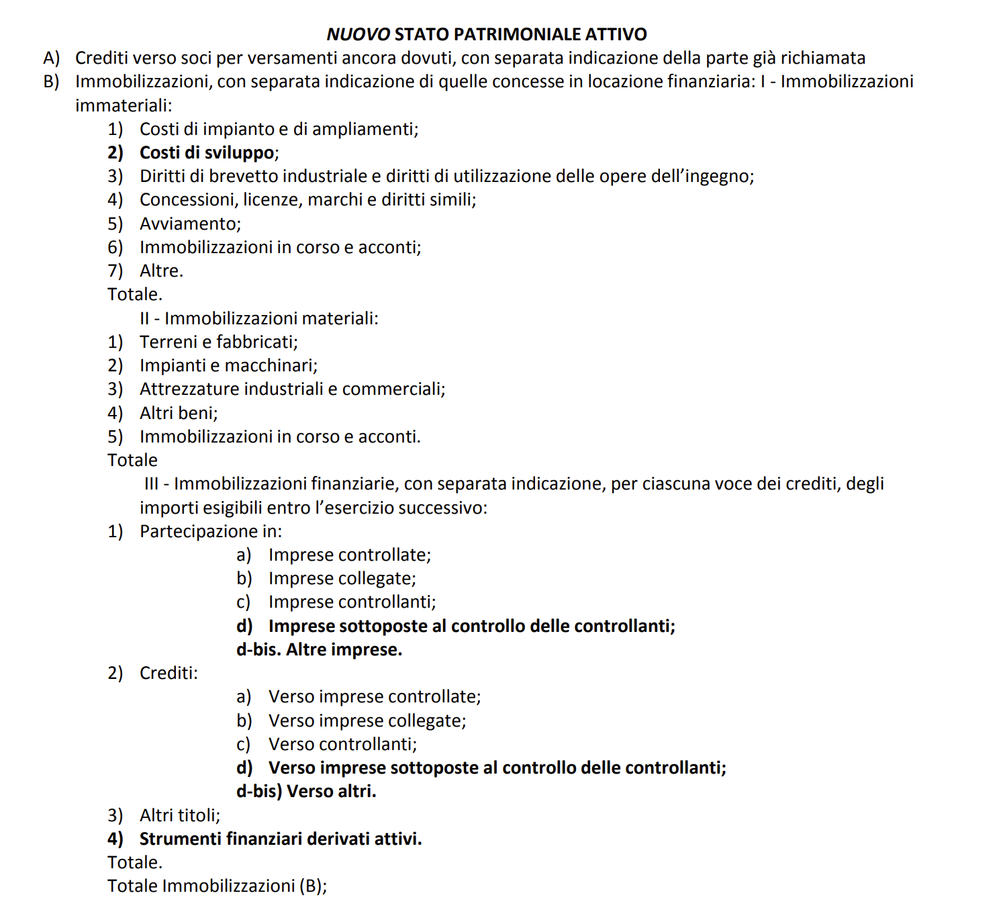 NUOVO STATO PATRIMONIALE ATTIVO
A) Crediti verso soci per versamenti ancora dovuti, con separata indicazione della parte già richiamata
B) Immobilizzazioni, con separata indicazione di quelle concesse in locazione finanziaria: I - Immobilizzazioni
immateriali:
1) Costi di impianto e di ampliamenti;
2) Costi di sviluppo;
3) Diritti di brevetto industriale e diritti di utilizzazione delle opere dell’ingegno;
4) Concessioni, licenze, marchi e diritti simili;
5) Avviamento;
6) Immobilizzazioni in corso e acconti;
7) Altre.
Totale.
II - Immobilizzazioni materiali:
1) Terreni e fabbricati;
2) Impianti e macchinari;
3) Attrezzature industriali e commerciali;
4) Altri beni;
5) Immobilizzazioni in corso e acconti.
Totale
III - Immobilizzazioni finanziarie, con separata indicazione, per ciascuna voce dei crediti, degli
importi esigibili entro l’esercizio successivo:
1) Partecipazione in:
a) Imprese controllate;
b) Imprese collegate;
c) Imprese controllanti;
d) Imprese sottoposte al controllo delle controllanti;
d-bis. Altre imprese.
2) Crediti:
a) Verso imprese controllate;
b) Verso imprese collegate;
c) Verso controllanti;
d) Verso imprese sottoposte al controllo delle controllanti;
d-bis) Verso altri.
3) Altri titoli;
4) Strumenti finanziari derivati attivi.
Totale.
Totale Immobilizzazioni (B);